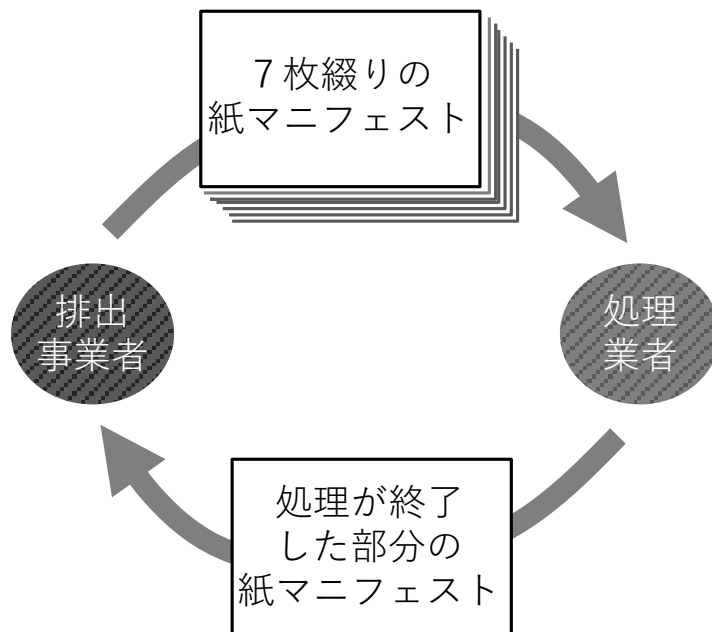 ７枚綴りの
紙マニフェスト
排出
事業者
処理
業者
処理が終了
した部分の
紙マニフェスト